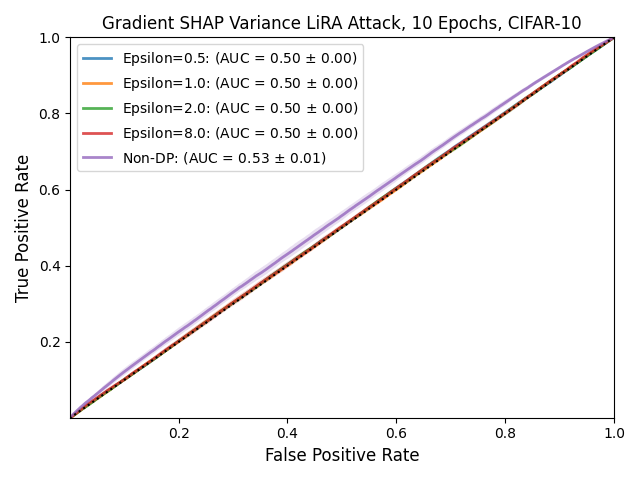 Gradient SHAP Variance LiRA Attack, 10 Epochs, CIFAR-10
1.0
Epsilon=0.5: (AUC = 0.50 ± 0.00)
Epsilon=1.0: (AUC = 0.50 ± 0.00)
Epsilon=2.0: (AUC = 0.50 ± 0.00)
Epsilon=8.0: (AUC = 0.50 ± 0.00)
Non-DP: (AUC = 0.53 ± 0.01)
0.8
0.6
0.4
0.2
True Positive Rate
0.2 0.4 0.6 0.8 1.0
False Positive Rate